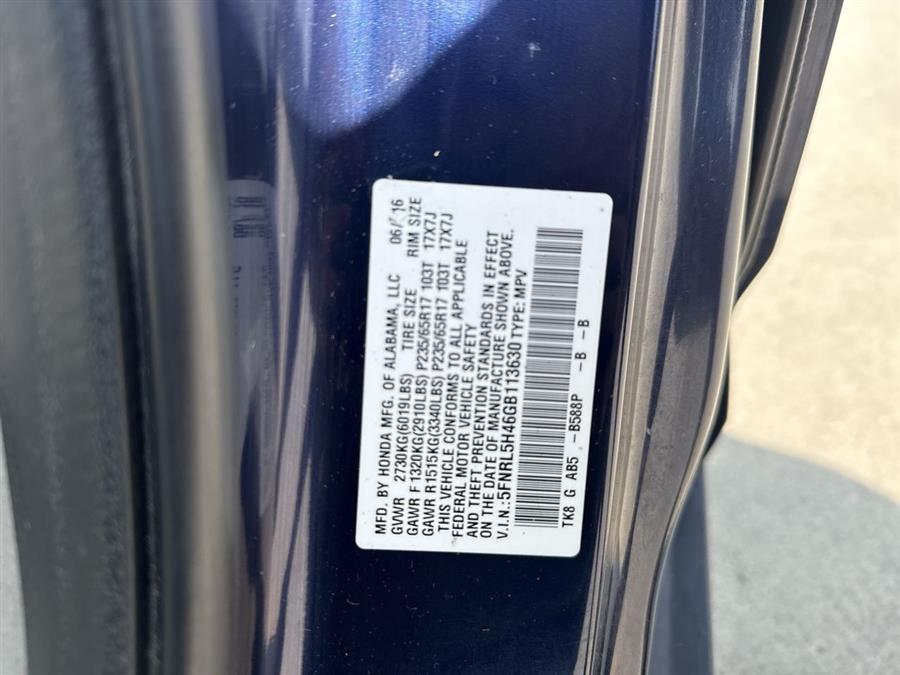 MFD. BY HONDA MFG. OF ALABAMA, LLC 06/16
GVWR 2730KG(6019LBS) TIRE SIZE RIM SIZE
GAWR F 1320KG(2910LBS) P235/65R17 103T 17X7J
GAWR R1515KG(3340LBS) P235/65R17 103T 17X7J
THIS VEHICLE CONFORMS TO ALL APPLICABLE
FEDERAL MOTOR VEHICLE SAFETY
AND THEFT PREVENTION STANDARDS IN EFFECT
ON THE DATE OF MANUFACTURE SHOWN ABOVE.
V.I.N.:5FNRL5H46GB113630 TYPE: MPV
TK8 G AB5 -B588P -B -B